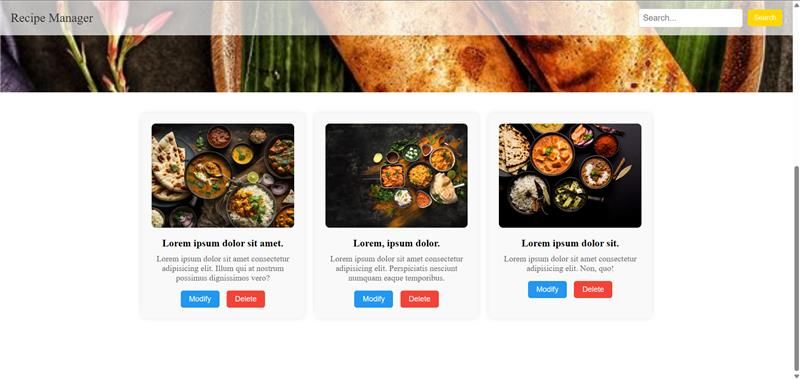 Recipe Manager
Search...
Search
Lorem ipsum dolor sit amet.
Lorem ipsum dolor sit amet consectetur
adipisicing elit. Illum qui at nostrum
possimus dignissimos vero?
Modify
Delete
Lorem, ipsum dolor.
Lorem ipsum dolor sit amet consectetur
adipisicing elit. Perspiciatis nesciunt
numquam eaque temporibus.
Modify
Delete
Lorem ipsum dolor sit.
Lorem ipsum dolor sit amet consectetur
adipisicing elit. Non, quo!
Modify
Delete